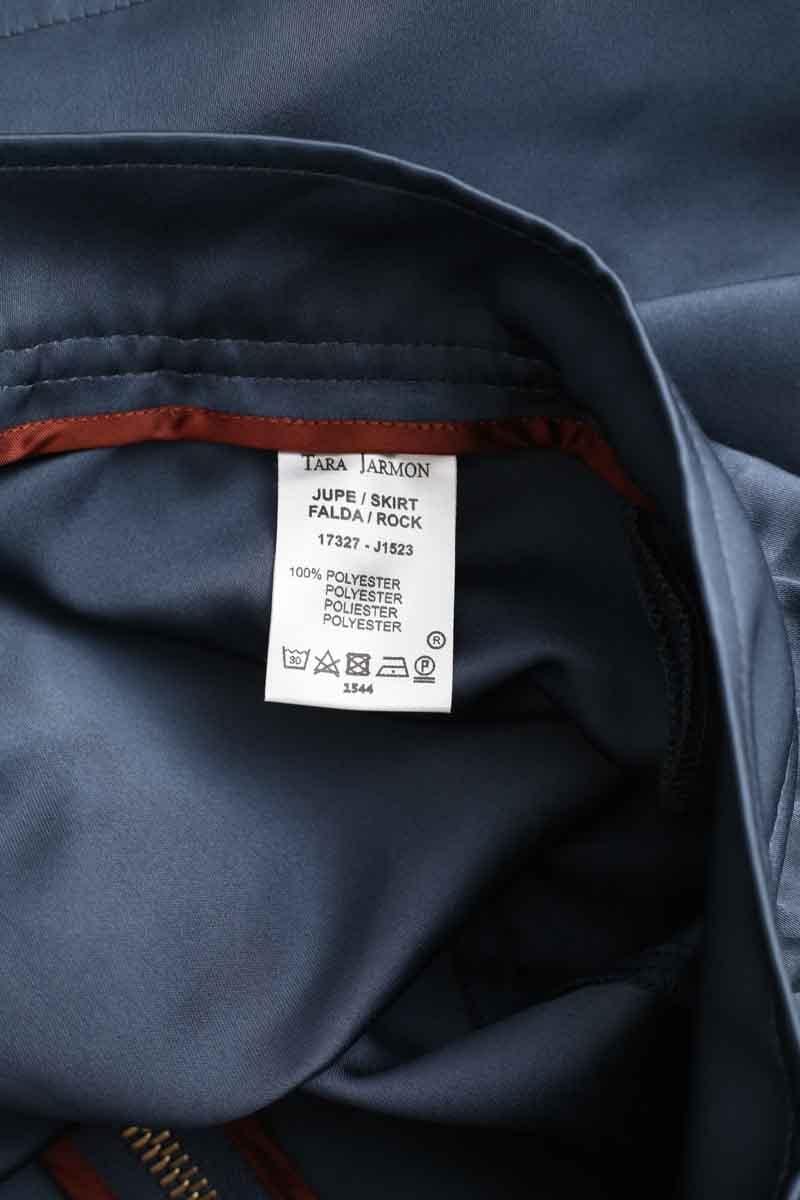 TARA JARMON
JUPE / SKIRT
FALDA / ROCK
17327 - J1523
100% POLYESTER
POLYESTER
POLIESTER
POLYESTER
®
30 P
1544